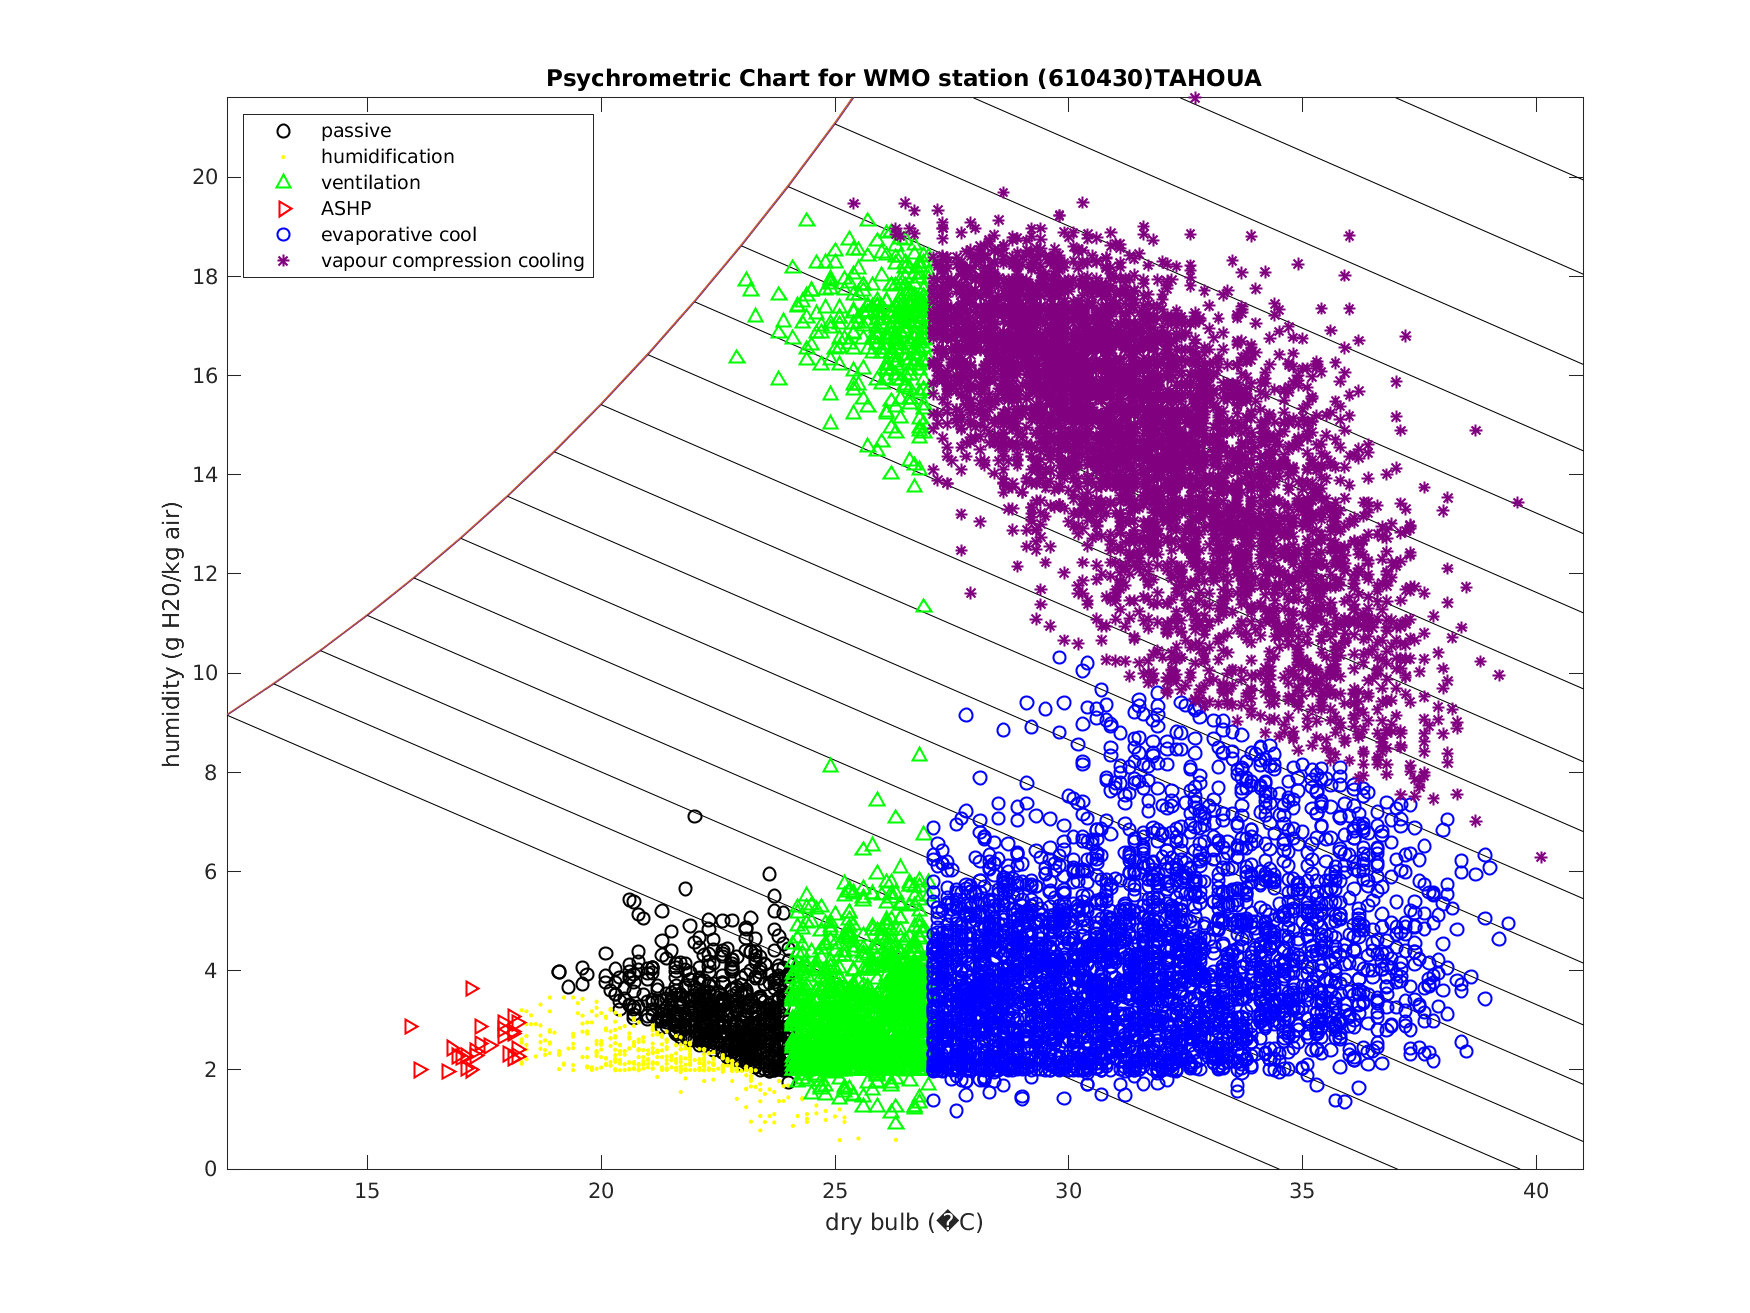 Psychrometric Chart for WMO station (610430)TAHOUA
passive
humidification
ventilation
ASHP
evaporative cool
vapour compression cooling
humidity (g H20/kg air)
20
18
16
14
12
10
8
6
4
2
0
15 20 25 30 35 40
dry bulb (�C)